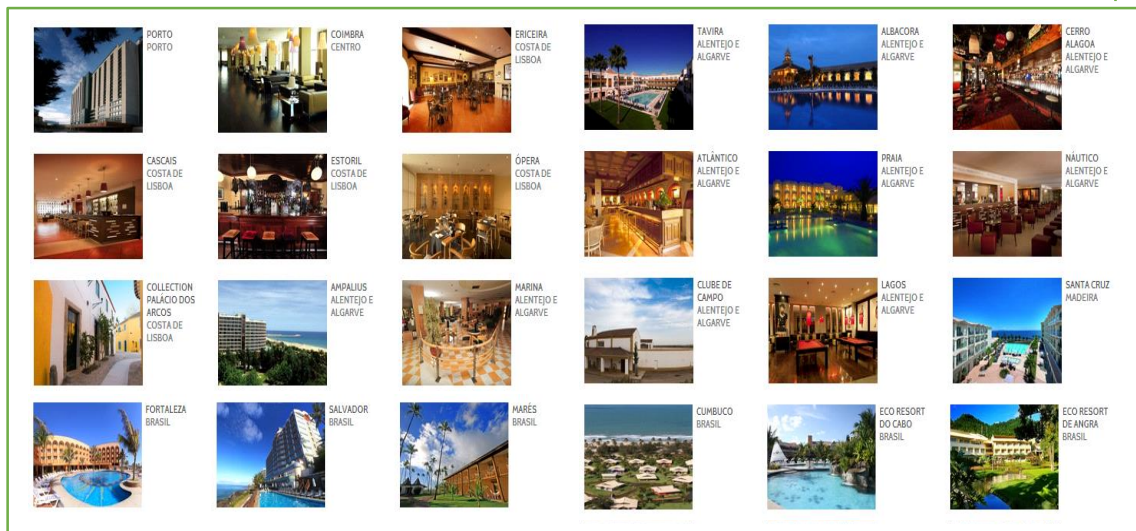 PORTO
PORTO
COIMBRA
CENTRO
ERICEIRA
COSTA DE
LISBOA
TAVIRA
ALENTEJO E
ALGARVE
ALBACORA
ALENTEJO E
ALGARVE
CERRO
ALAGOA
ALENTEJO E
ALGARVE
CASCAIS
COSTA DE
LISBOA
ESTORIL
COSTA DE
LISBOA
ÓPERA
COSTA DE
LISBOA
ATLÂNTICO
ALENTEJO E
ALGARVE
PRAIA
ALENTEJO E
ALGARVE
NÁUTICO
ALENTEJO E
ALGARVE
COLLECTION
PALÁCIO DOS
ARCOS
COSTA DE
LISBOA
AMPALIUS
ALENTEJO E
ALGARVE
MARINA
ALENTEJO E
ALGARVE
CLUBE DE
CAMPO
ALENTEJO E
ALGARVE
LAGOS
ALENTEJO E
ALGARVE
SANTA CRUZ
MADEIRA
FORTALEZA
BRASIL
SALVADOR
BRASIL
MARÉS
BRASIL
CUMBUCO
BRASIL
ECO RESORT
DO CABO
BRASIL
ECO RESORT
DE ANGRA
BRASIL